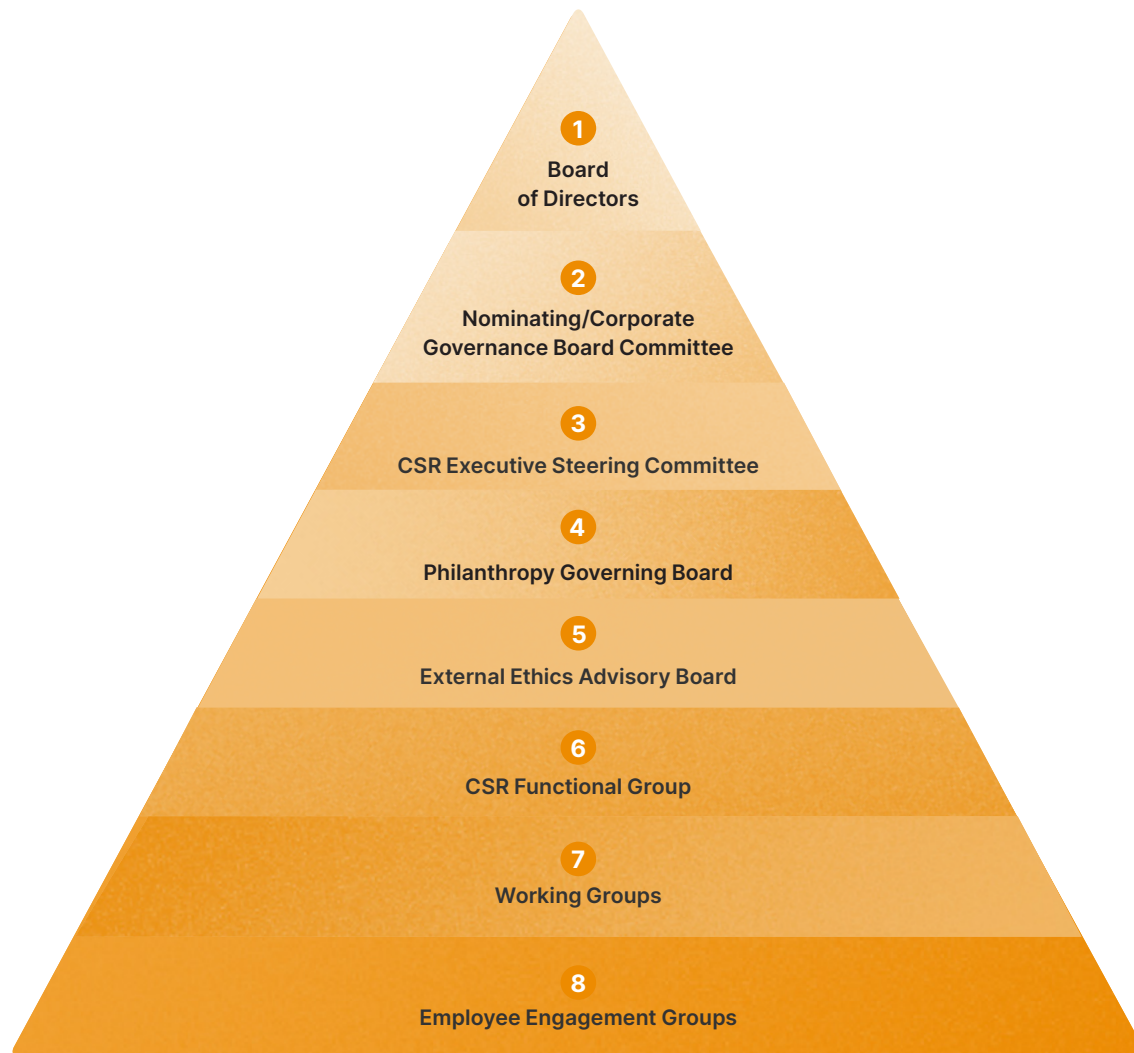 1
Board
of Directors
2
Nominating/Corporate
Governance Board Committee
3
CSR Executive Steering Committee
4
Philanthropy Governing Board
5
External Ethics Advisory Board
6
CSR Functional Group
7
Working Groups
8
Employee Engagement Groups